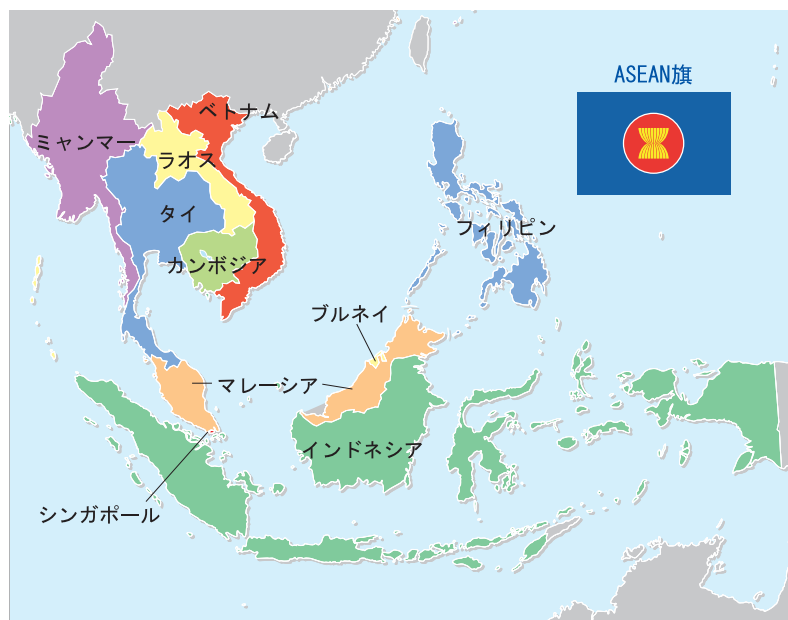 ASEAN旗
ベトナム
ミャンマー
ラオス
タイ
フィリピン
カンボジア
ブルネイ
マレーシア
インドネシア
シンガポール